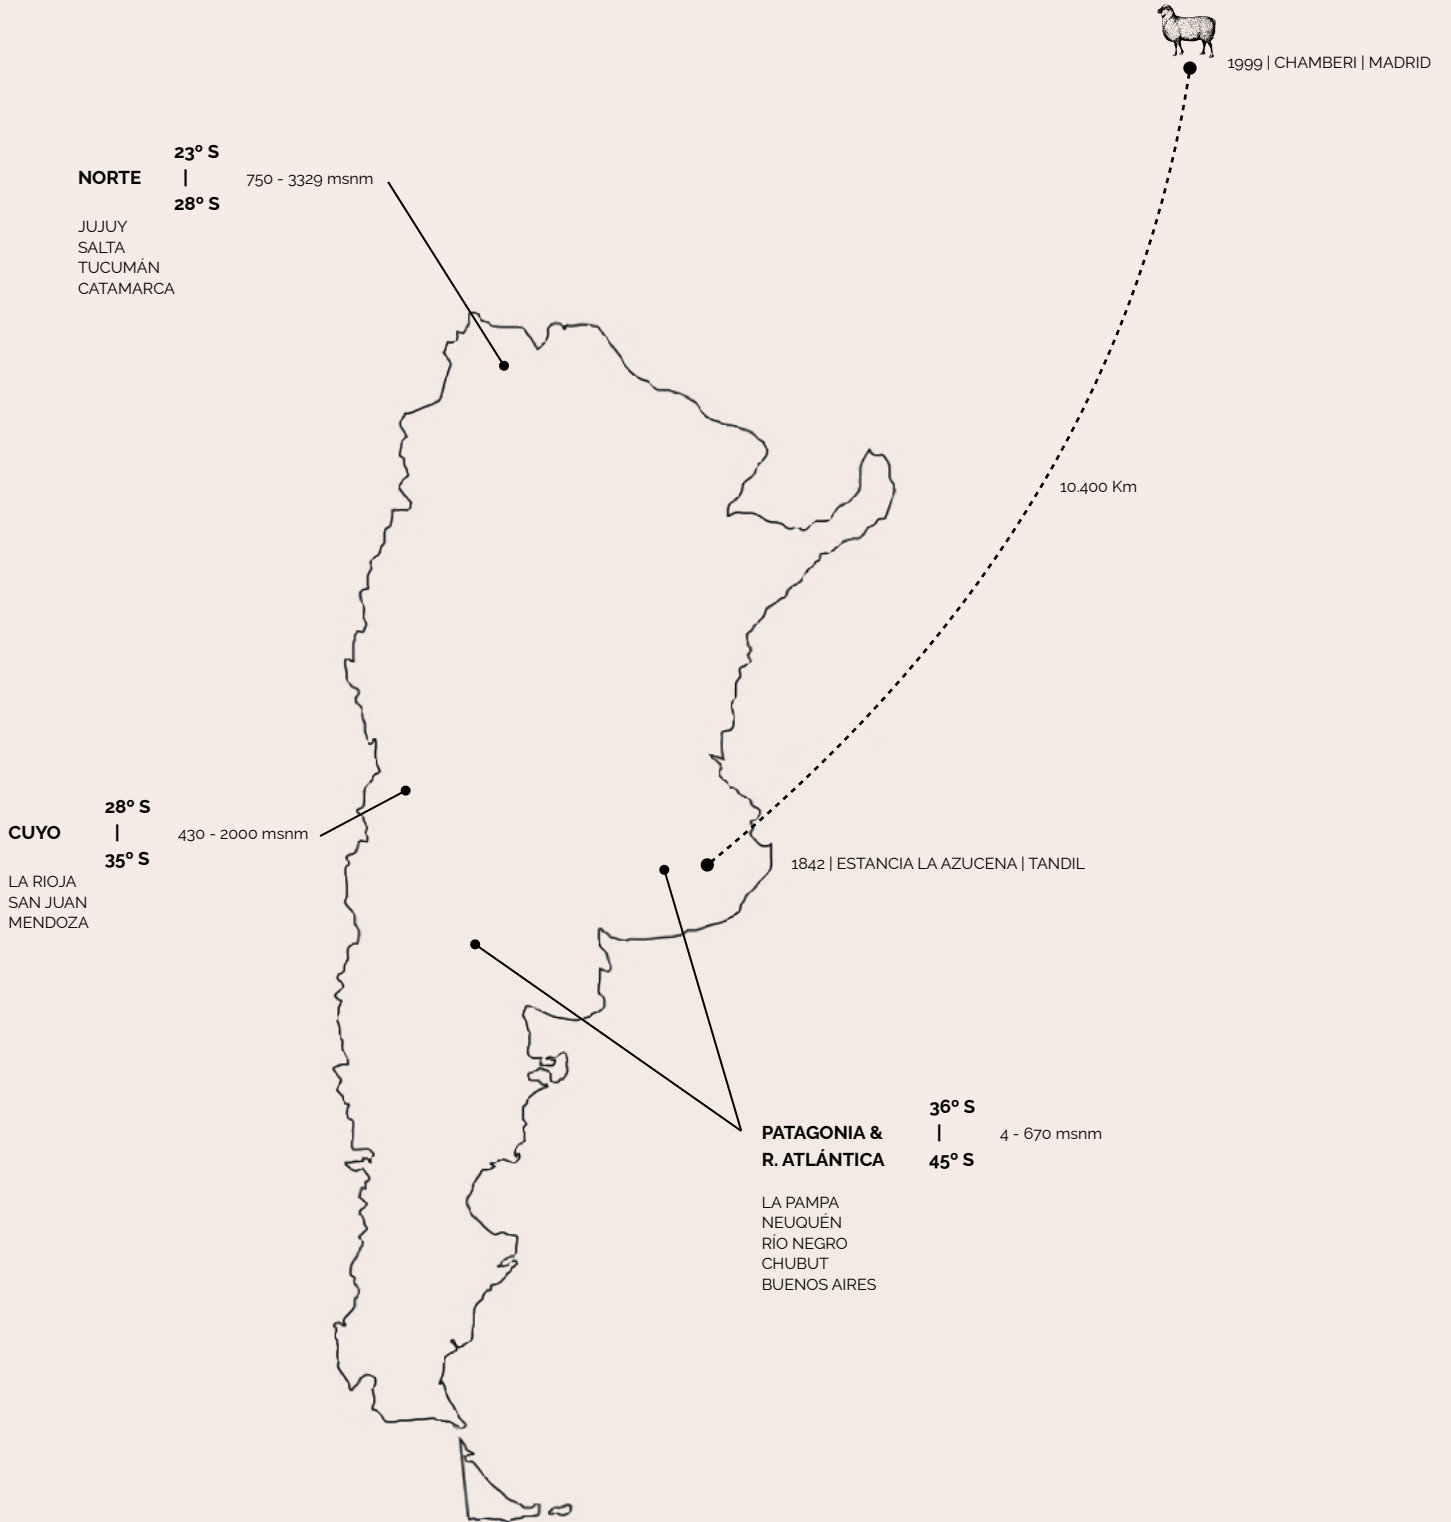 1999 | CHAMBERI | MADRID
23º S
NORTE | 750 - 3329 msnm
28º S
JUJUY
SALTA
TUCUMÁN
CATAMARCA
10.400 Km
28º S
CUYO | 430 - 2000 msnm
35º S
LA RIOJA
SAN JUAN
MENDOZA
1842 | ESTANCIA LA AZUCENA | TANDIL
36º S
PATAGONIA & | 4 - 670 msnm
R. ATLÁNTICA 45º S
LA PAMPA
NEUQUÉN
RÍO NEGRO
CHUBUT
BUENOS AIRES